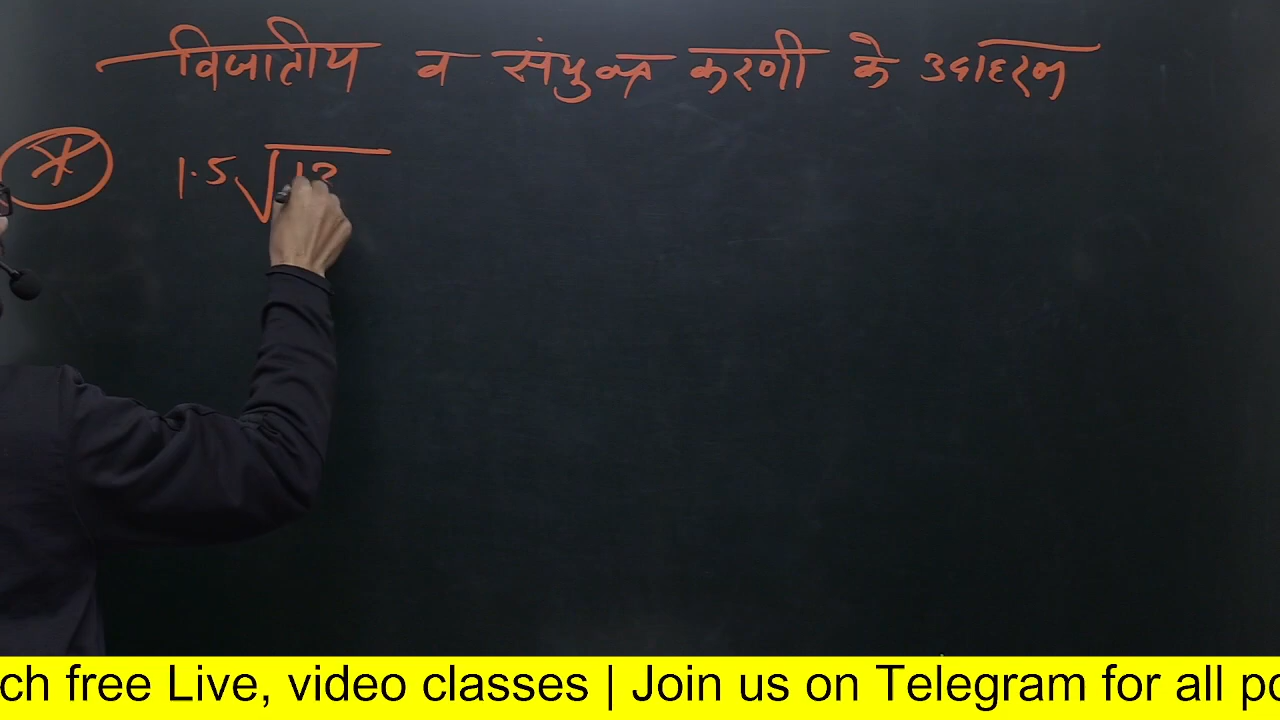 विजातीय व संयुक्त करणी के उदाहरण
* 1.5√
ch free Live, video classes | Join us on Telegram for all po